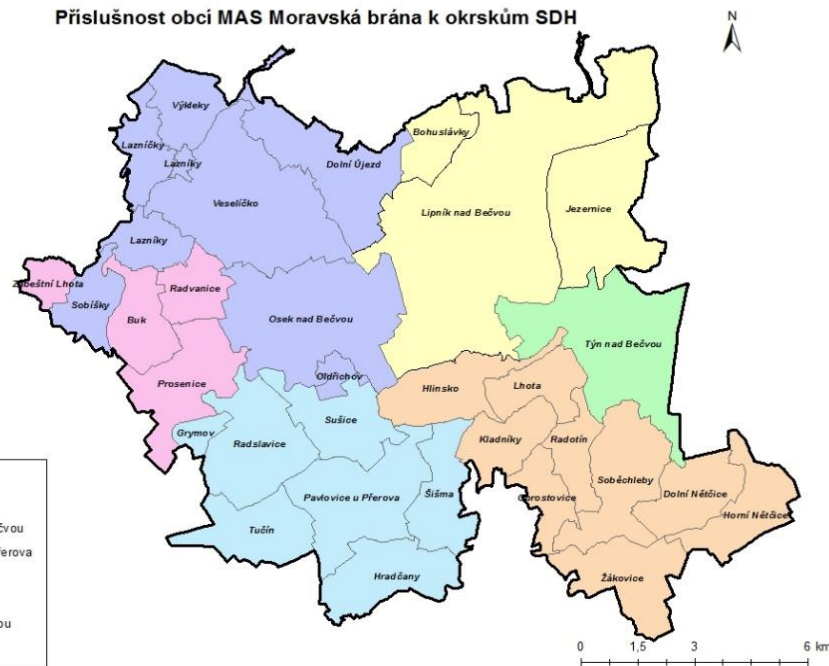 Příslušnost obcí MAS Moravská brána k okrskům SDH
N
Výkleky
Bohuslávky
Lazníčky
Lazníky
Dolní Újezd
Veselíčko
Lipník nad Bečvou
Jezernice
Lazníky
Radvanice
Sobíšky
Buk
Osek nad Bečvou
Týn nad Bečvou
Oldřichov
Prosenice
Hlinsko
Lhota
Sušice
Grymov
Radslavice
Kladníky
Radotín
Soběchleby
Pavlovice u Přerova
Šišma
Dolní Nětčice
Horní Nětčice
Tučín
Hradčany
Žákovice
0 1,5 3 6 km